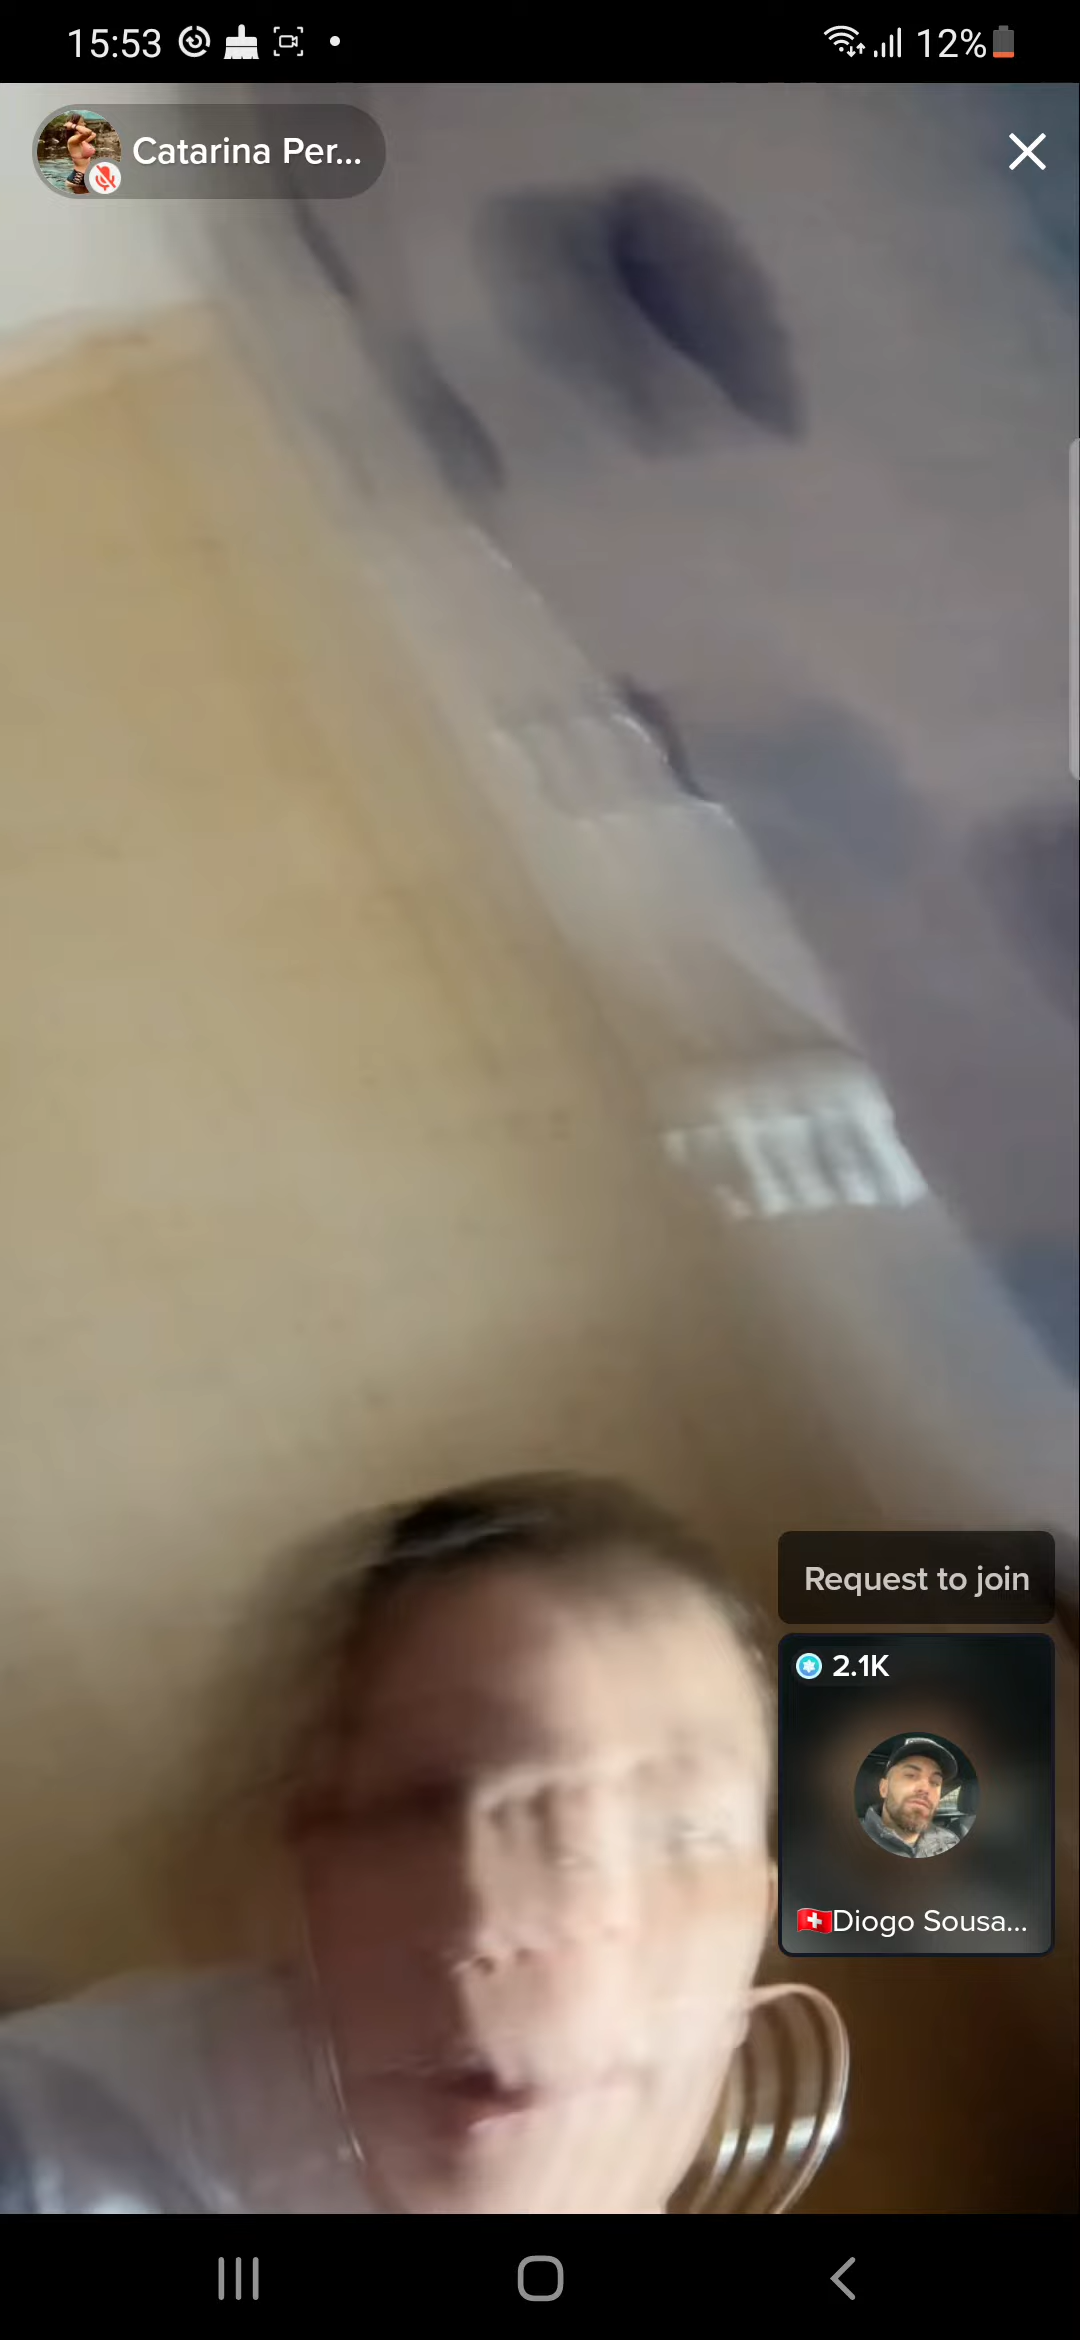 15:53
12%
Catarina Per...
Request to join
2.1K
🇨🇭Diogo Sousa...